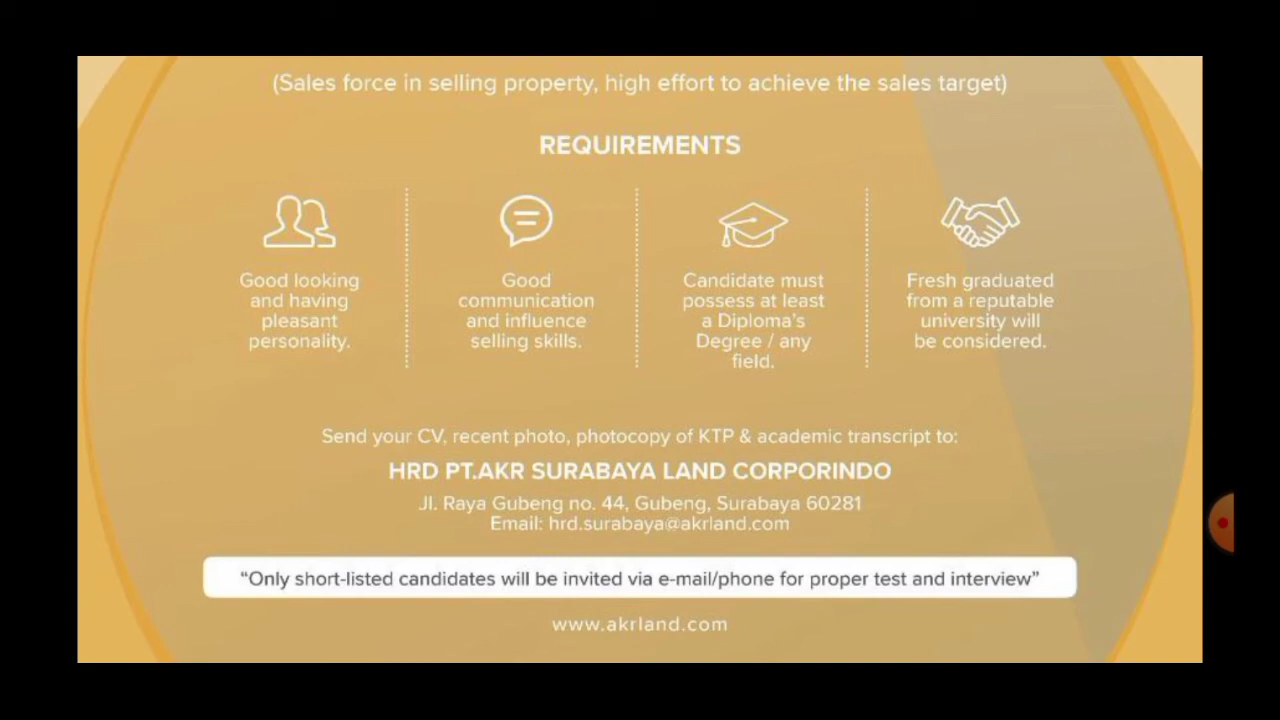 (Sales force in selling property, high effort to achieve the sales target)
REQUIREMENTS
Good looking
and having
pleasant
personality.
Good
communication
and influence
selling skills.
Candidate must
possess at least
a Diploma's
Degree / any
field.
Fresh graduated
from a reputable
university will
be considered.
Send your CV, recent photo, photocopy of KTP & academic transcript to:
HRD PT.AKR SURABAYA LAND CORPORINDO
Jl. Raya Gubeng no. 44, Gubeng, Surabaya 60281
Email: hrd.surabaya@akrland.com
“Only short-listed candidates will be invited via e-mail/phone for proper test and interview”
www.akrland.com